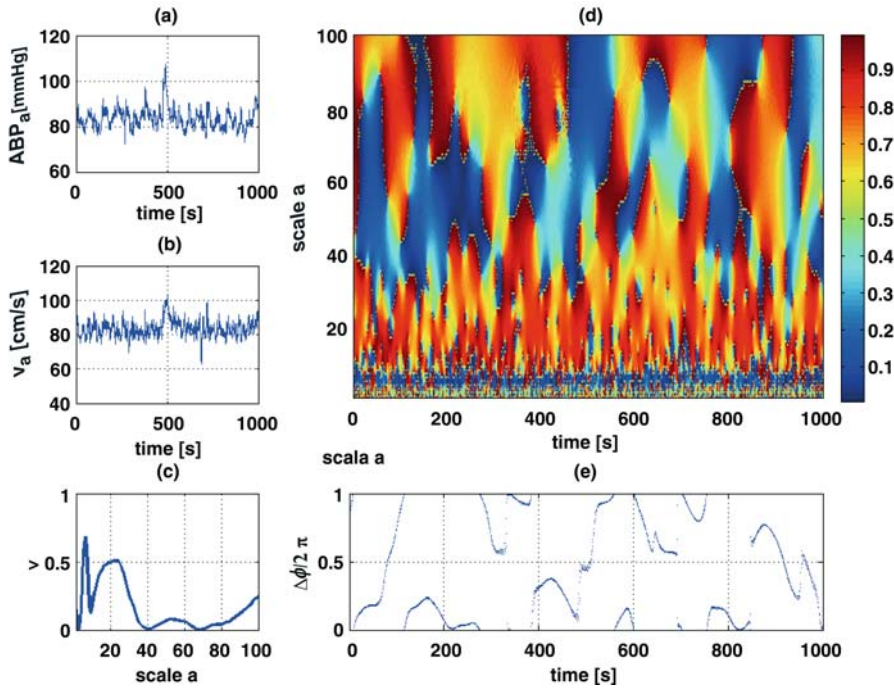 (a)
120
100
80
60
ABPa[mmHg]
0 500 1000
time [s]
(b)
120
100
80
60
40
va [cm/s]
0 500 1000
time [s]
(c)
1
0.5
0
v
20 40 60 80 100
scale a
(d)
100
80
60
40
20
scale a
0 200 400 600 800 1000
time [s]
0.9
0.8
0.7
0.6
0.5
0.4
0.3
0.2
0.1
scala a
(e)
1
0.5
0
Δϕ/2 π
0 200 400 600 800 1000
time [s]